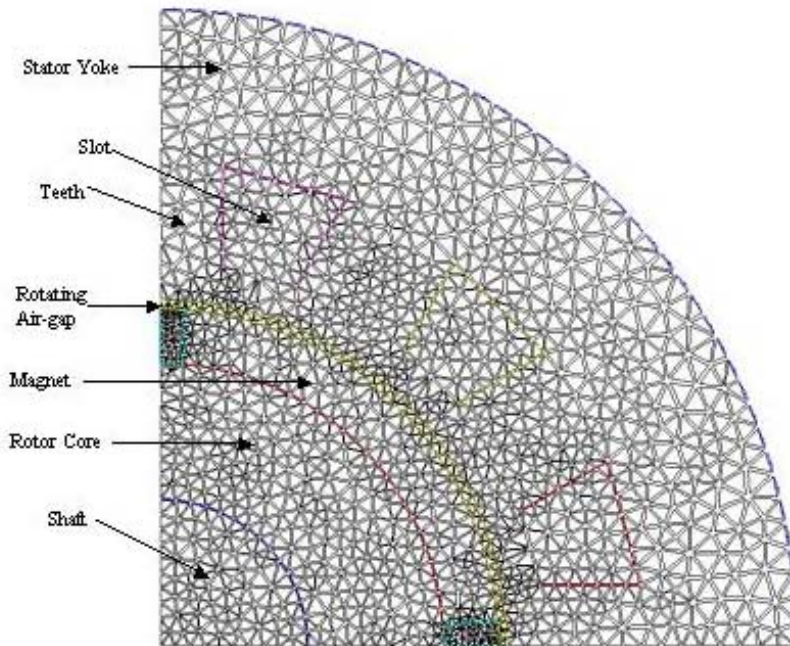 Stator Yoke
Slot
Teeth
Rotating
Air-gap
Magnet
Rotor Core
Shaft